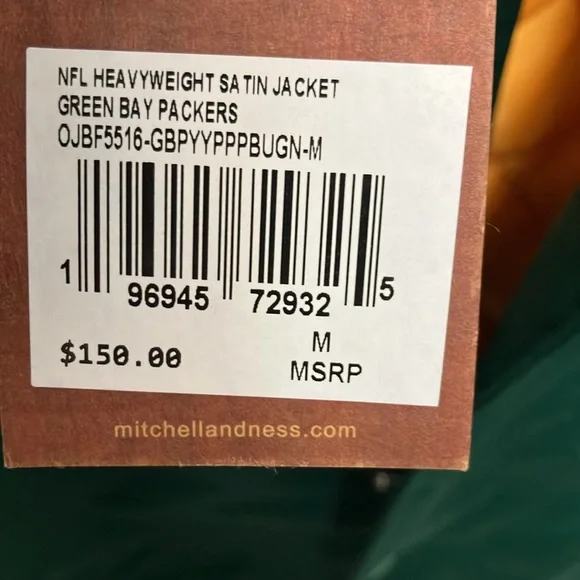 NFL HEAVYWEIGHT SATIN JACKET
GREEN BAY PACKERS
OJBF5516-GBPYYPPPBUGN-M
1 96945 72932 5
$150.00
M
MSRP
mitchellandness.com